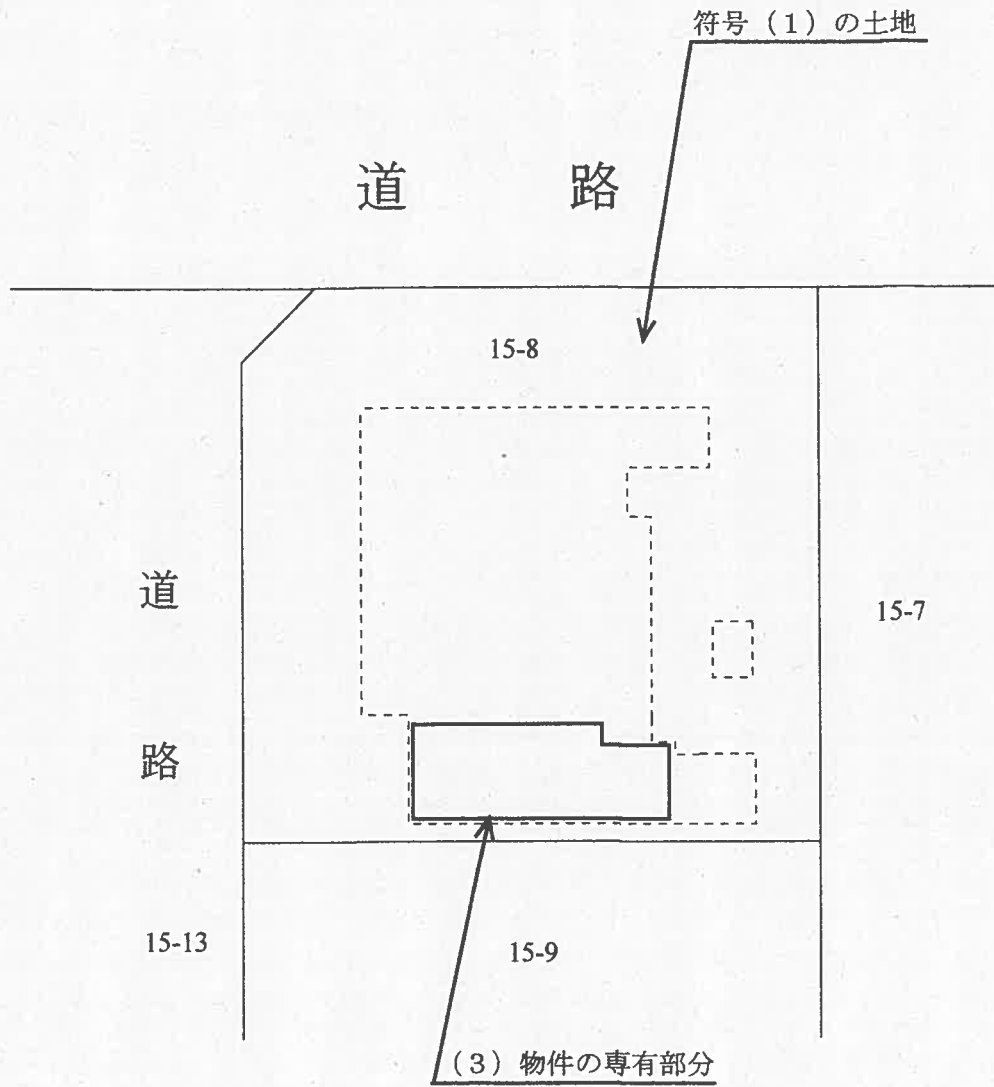 符号（１）の土地
道　　路
15-8
道
路
15-7
15-13
15-9
（３）物件の専有部分